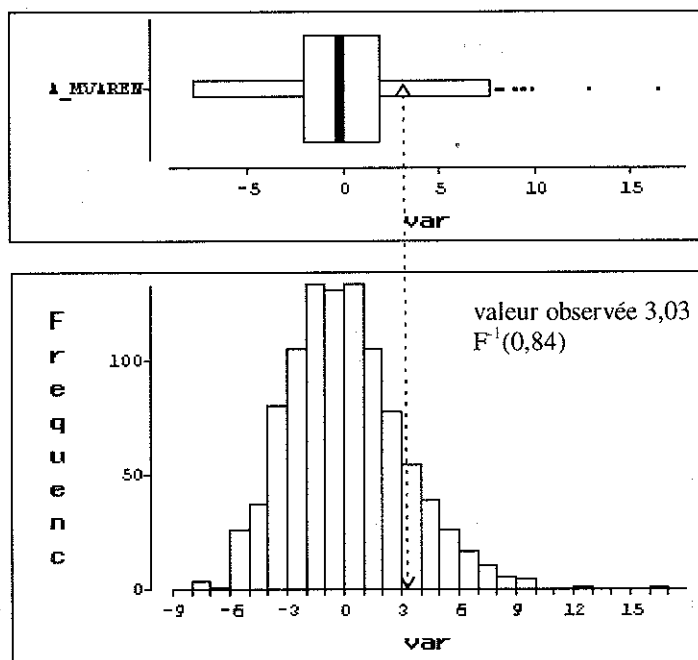 A_MVAREN
-5 0 5 10 15
var
Frequenc
valeur observée 3,03
F⁻¹(0,84)
100
50
0
-9 -6 -3 0 3 6 9 12 15
var